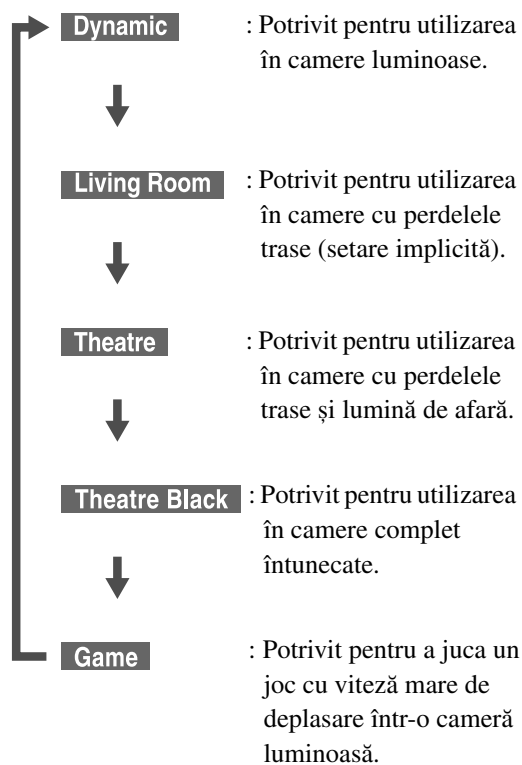 Dynamic : Potrivit pentru utilizarea
în camere luminoase.
Living Room : Potrivit pentru utilizarea
în camere cu perdelele
trase (setare implicită).
Theatre : Potrivit pentru utilizarea
în camere cu perdelele
trase și lumină de afară.
Theatre Black : Potrivit pentru utilizarea
în camere complet
întunecate.
Game : Potrivit pentru a juca un
joc cu viteză mare de
deplasare într-o cameră
luminoasă.